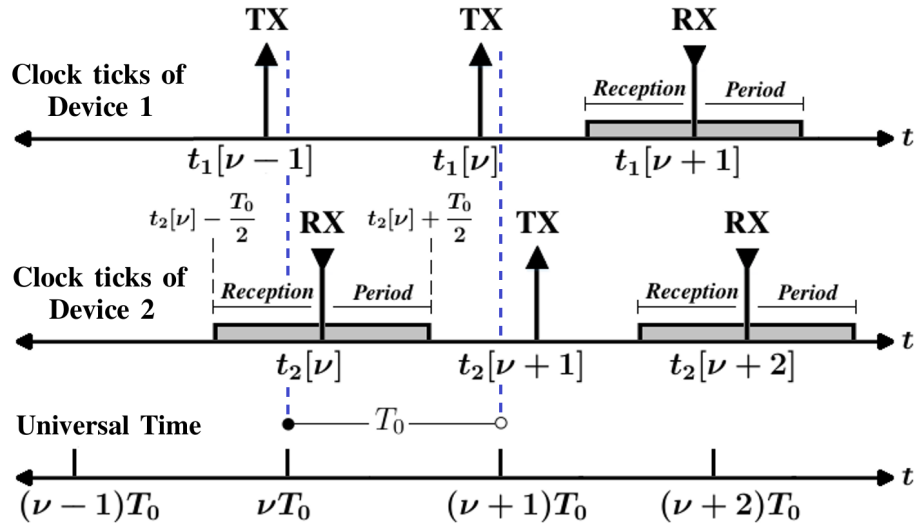 TX TX RX
Clock ticks of
Device 1
Reception Period
t
t₁[ν − 1] t₁[ν] t₁[ν + 1]
t₂[ν] − T₀/2 RX t₂[ν] + T₀/2 TX RX
Clock ticks of
Device 2
Reception Period Reception Period
t
t₂[ν] t₂[ν + 1] t₂[ν + 2]
Universal Time T₀
t
(ν − 1)T₀ νT₀ (ν + 1)T₀ (ν + 2)T₀